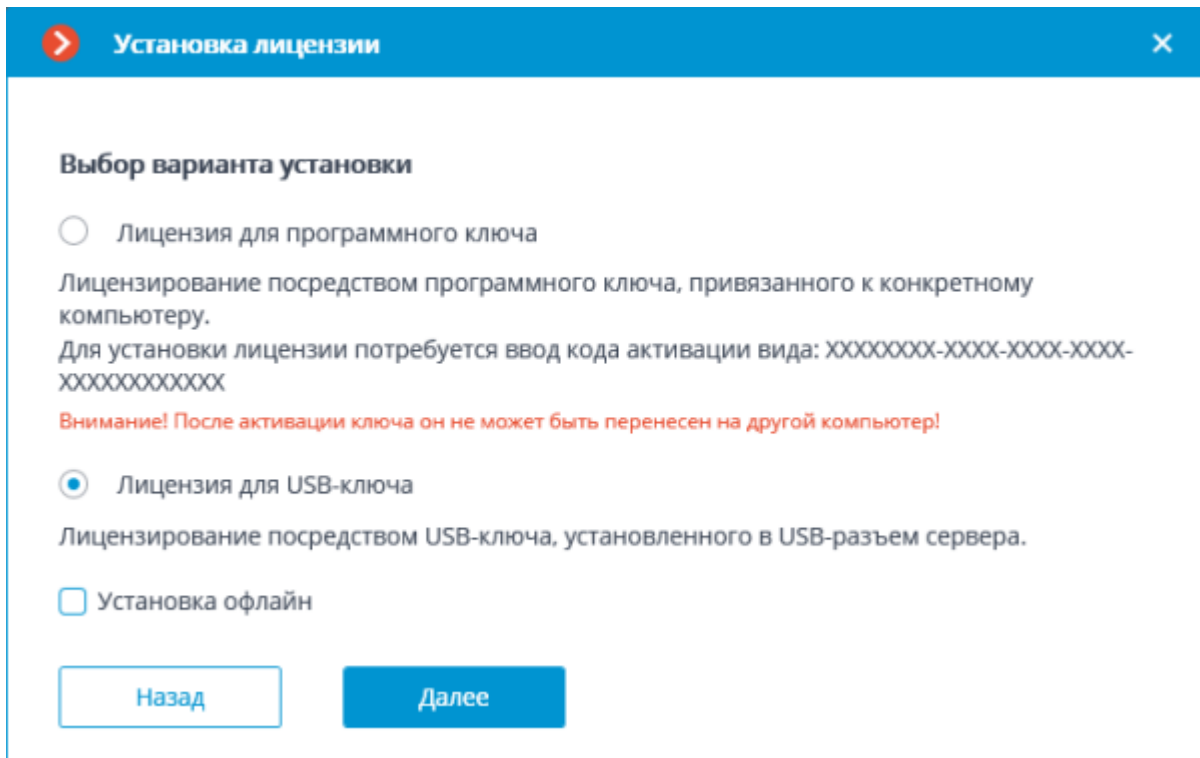 Установка лицензии
Выбор варианта установки
Лицензия для программного ключа
Лицензирование посредством программного ключа, привязанного к конкретному
компьютеру.
Для установки лицензии потребуется ввод кода активации вида: XXXXXXXX-XXXX-XXXX-XXXX-
XXXXXXXXXXXX
Внимание! После активации ключа он не может быть перенесен на другой компьютер!
Лицензия для USB-ключа
Лицензирование посредством USB-ключа, установленного в USB-разъем сервера.
Установка офлайн
Назад
Далее